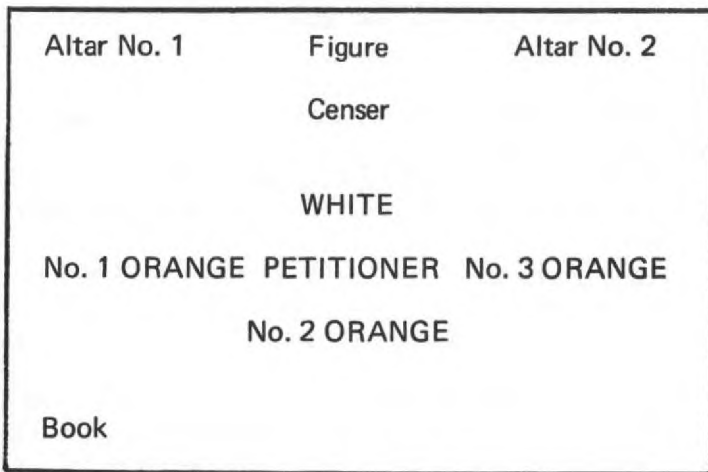 Altar No. 1 Figure Altar No. 2
Censer
WHITE
No. 1 ORANGE PETITIONER No. 3 ORANGE
No. 2 ORANGE
Book